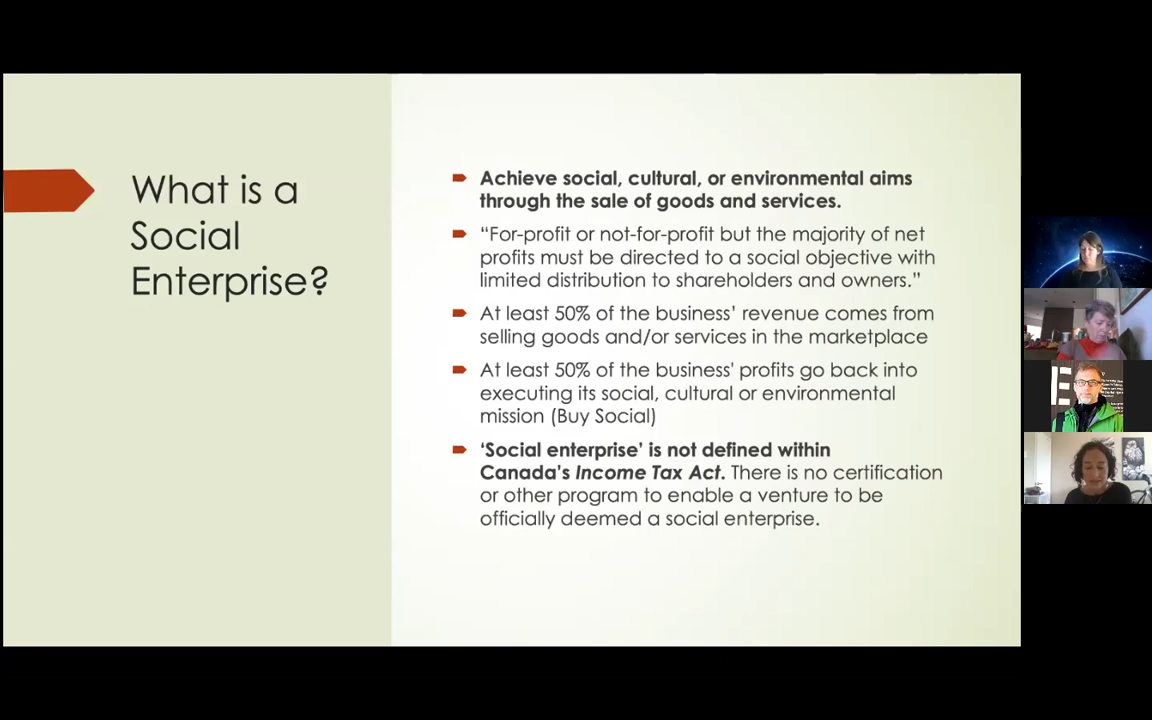 What is a
Social
Enterprise?
Achieve social, cultural, or environmental aims
through the sale of goods and services.
“For-profit or not-for-profit but the majority of net
profits must be directed to a social objective with
limited distribution to shareholders and owners.”
At least 50% of the business’ revenue comes from
selling goods and/or services in the marketplace
At least 50% of the business' profits go back into
executing its social, cultural or environmental
mission (Buy Social)
‘Social enterprise’ is not defined within
Canada’s Income Tax Act. There is no certification
or other program to enable a venture to be
officially deemed a social enterprise.